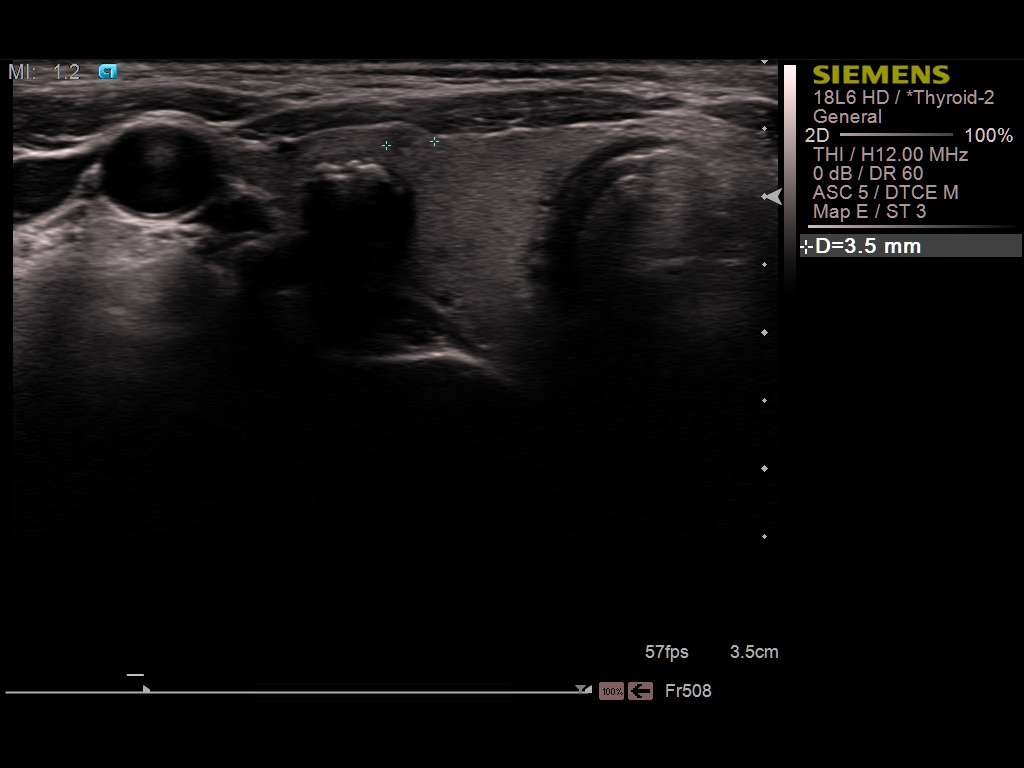 MI: 1.2
SIEMENS
18L6 HD / *Thyroid-2
General
2D 100%
THI / H12.00 MHz
0 dB / DR 60
ASC 5 / DTCE M
Map E / ST 3
D=3.5 mm
57fps 3.5cm
100% Fr508